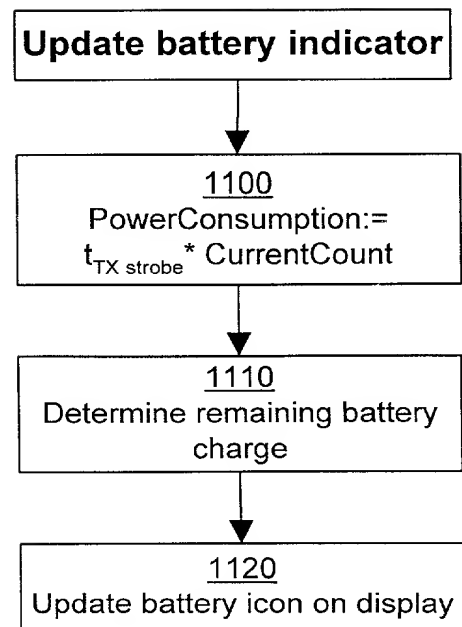 Update battery indicator
1100
PowerConsumption:=
tTX strobe* CurrentCount
1110
Determine remaining battery
charge
1120
Update battery icon on display